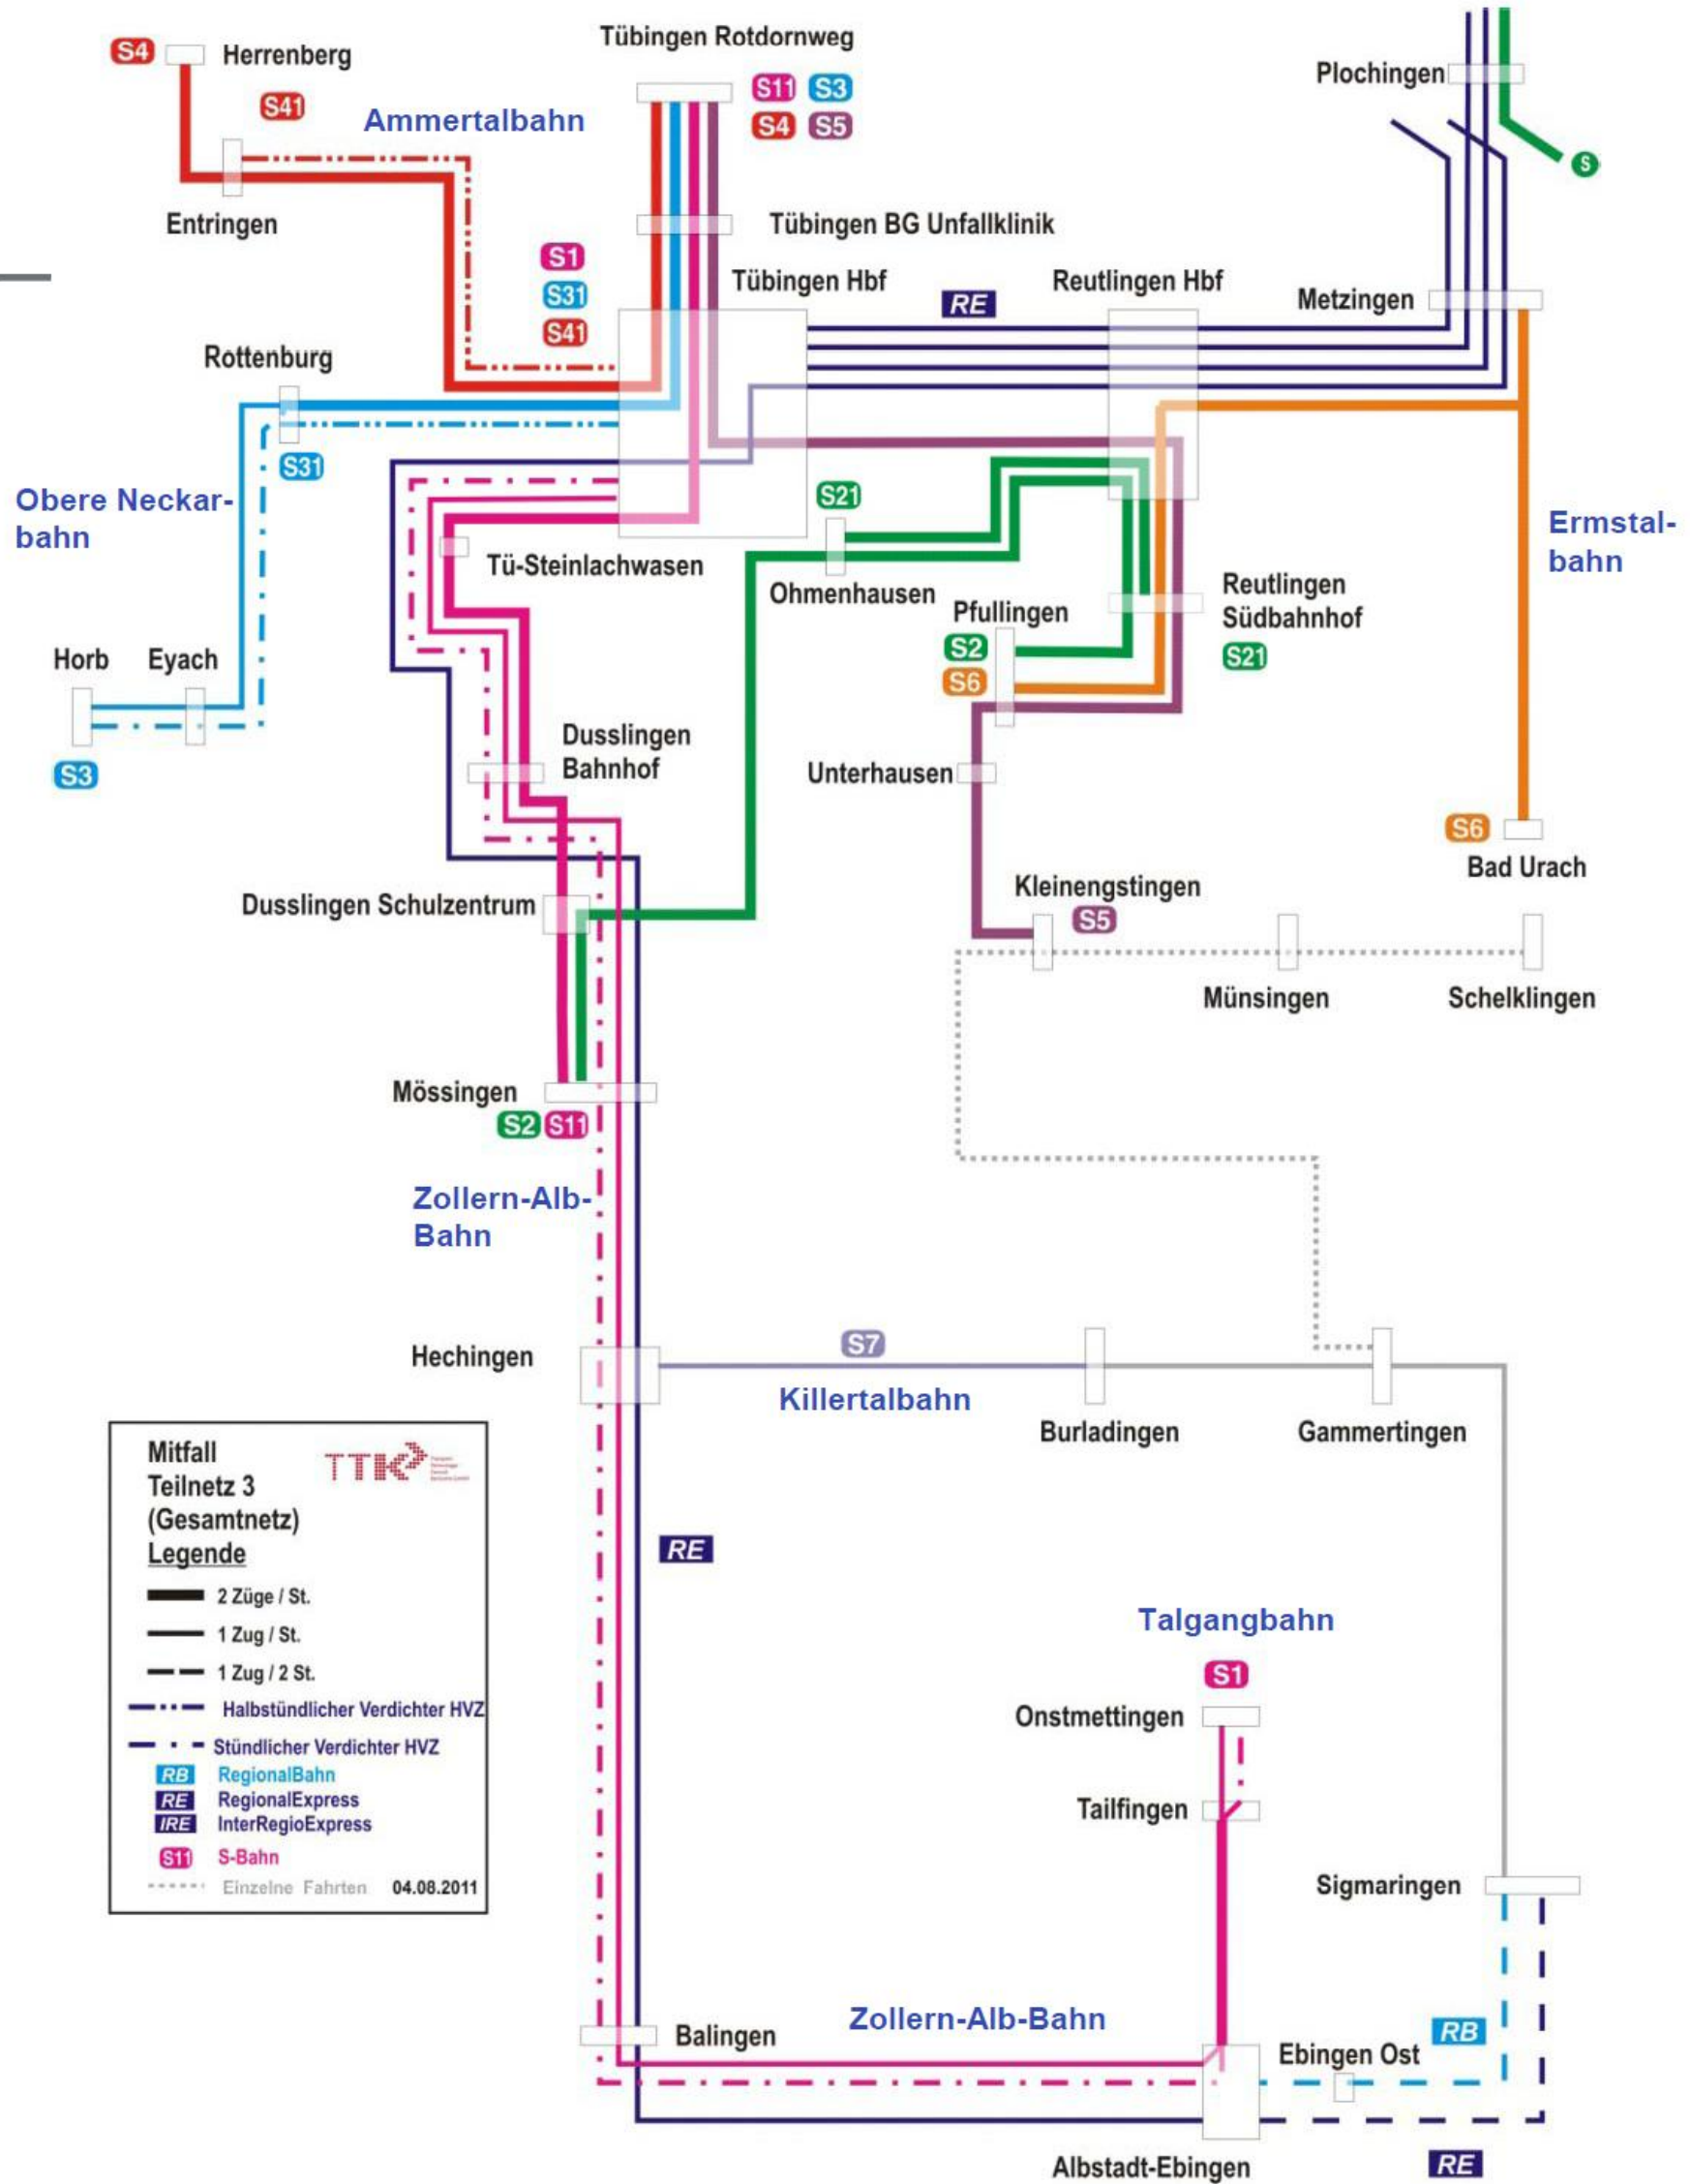 Tübingen Rotdornweg
S4
Herrenberg
Plochingen
S11 S3
S41
Ammertalbahn
S4 S5
S
Entringen
Tübingen BG Unfallklinik
S1
Tübingen Hbf
Reutlingen Hbf
S31
RE
Metzingen
S41
Rottenburg
S31
Obere Neckar-
bahn
S21
Ermstal-
bahn
Tü-Steinlachwasen
Ohmenhausen
Pfullingen
Reutlingen
Südbahnhof
S2
S21
S6
Horb
Eyach
S3
Dusslingen
Bahnhof
Unterhausen
S6
Bad Urach
Kleinengstingen
S5
Dusslingen Schulzentrum
Münsingen
Schelklingen
Mössingen
S2 S11
Zollern-Alb-
Bahn
S7
Hechingen
Killertalbahn
Burladingen
Gammertingen
Mitfall
TTK
Teilnetz 3
(Gesamtnetz)
Legende
2 Züge / St.
1 Zug / St.
1 Zug / 2 St.
Halbstündlicher Verdichter HVZ
Stündlicher Verdichter HVZ
RB RegionalBahn
RE RegionalExpress
IRE InterRegioExpress
S11 S-Bahn
Einzelne Fahrten 04.08.2011
RE
Talgangbahn
S1
Onstmettingen
Tailfingen
Sigmaringen
Balingen
Zollern-Alb-Bahn
RB
Ebingen Ost
Albstadt-Ebingen
RE